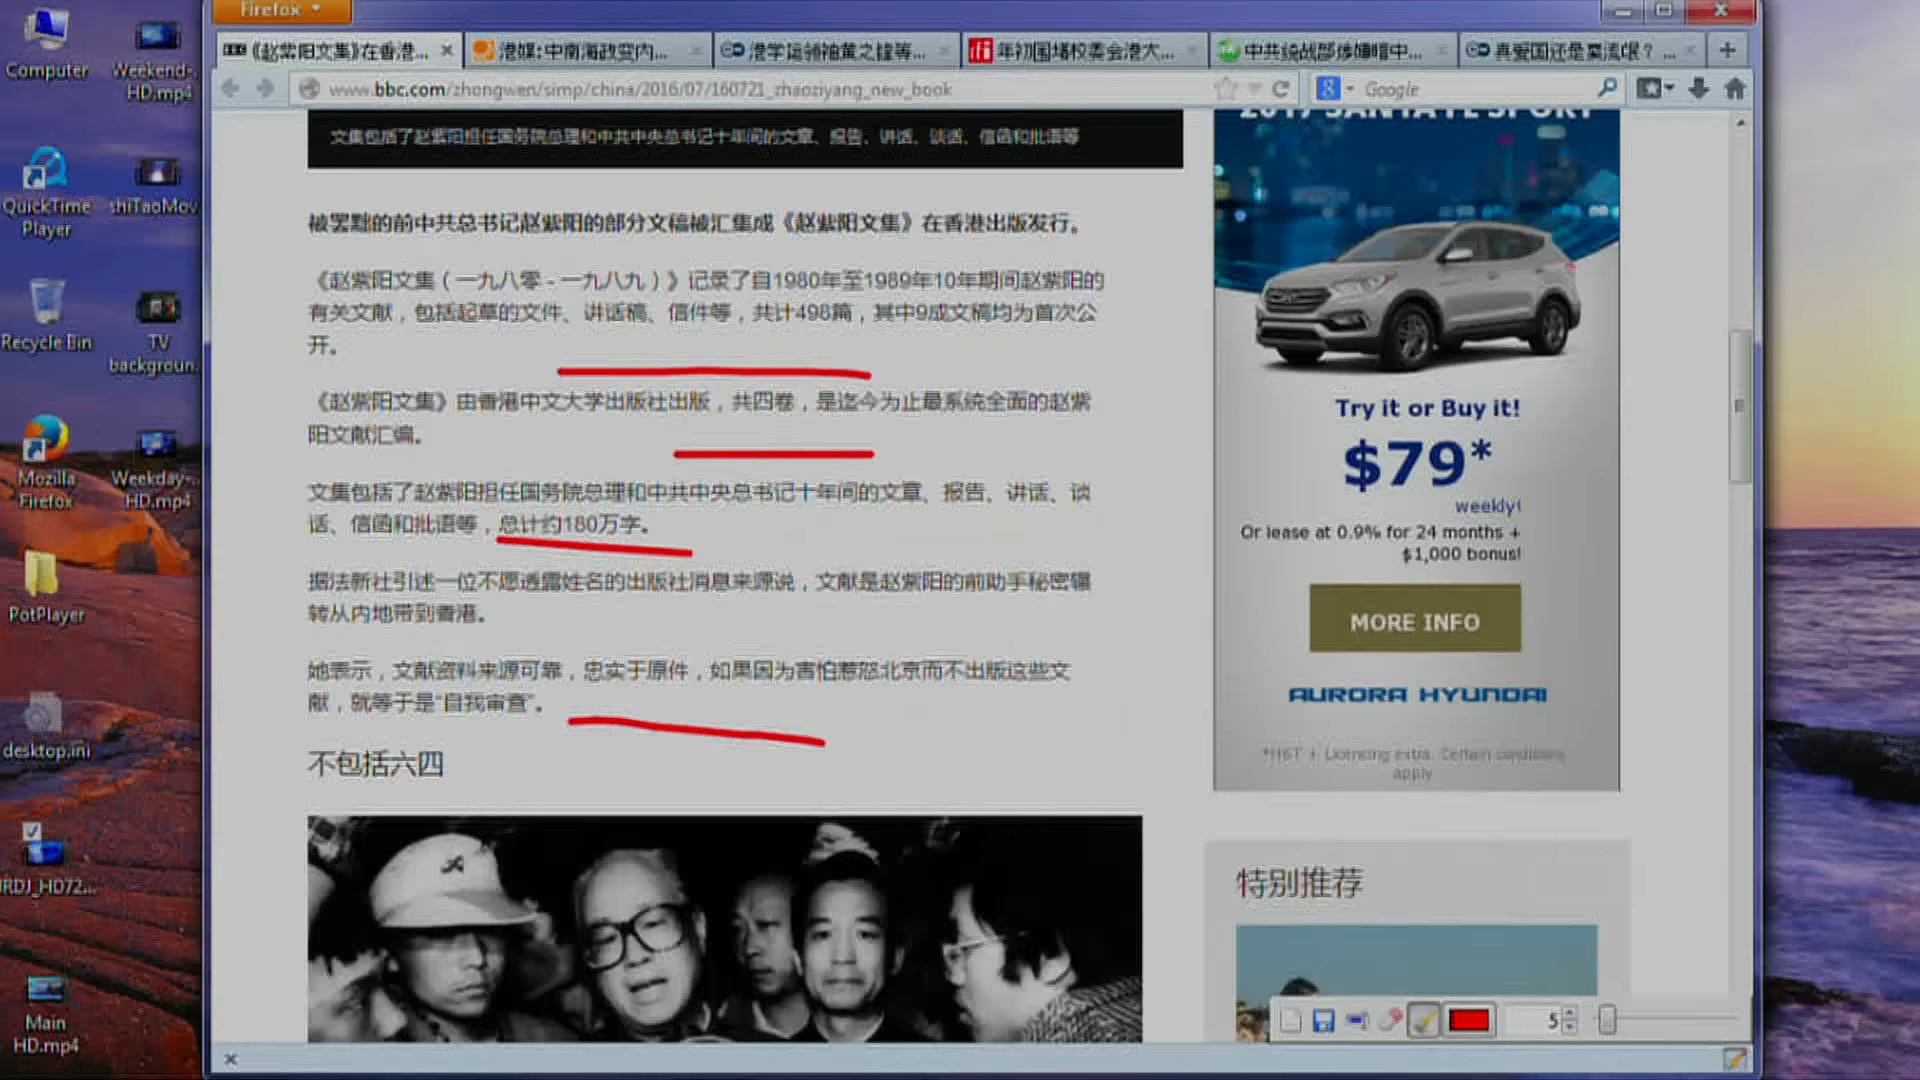 Firefox
《赵紫阳文集》在香港...
港媒:中南海政变内...
港学运领袖黄之锋等...
年初围堵校委会港大...
中共统战部涉嫌暗中...
真爱国还是耍流氓？...
www.bbc.com/zhongwen/simp/china/2016/07/160721_zhaoziyang_new_book
Google
Computer
Weekend-...
HD.mp4
QuickTime
Player
shiTaoMov
Recycle Bin
TV
backgroun...
Mozilla
Firefox
Weekday-...
HD.mp4
PotPlayer
desktop.ini
RDJ_HD72...
Main
HD.mp4
文集包括了赵紫阳担任国务院总理和中共中央总书记十年间的文章、报告、讲话、谈话、信函和批语等
被罢黜的前中共总书记赵紫阳的部分文稿被汇集成《赵紫阳文集》在香港出版发行。
《赵紫阳文集（一九八零 - 一九八九）》记录了自1980年至1989年10年期间赵紫阳的
有关文献，包括起草的文件、讲话稿、信件等，共计498篇，其中9成文稿均为首次公
开。
《赵紫阳文集》由香港中文大学出版社出版，共四卷，是迄今为止最系统全面的赵紫
阳文献汇编。
文集包括了赵紫阳担任国务院总理和中共中央总书记十年间的文章、报告、讲话、谈
话、信函和批语等，总计约180万字。
据法新社引述一位不愿透露姓名的出版社消息来源说，文献是赵紫阳的前助手秘密辗
转从内地带到香港。
她表示，文献资料来源可靠，忠实于原件，如果因为害怕惹怒北京而不出版这些文
献，就等于是“自我审查”。
不包括六四
2017 SANTA FE SPORT
Try it or Buy it!
$79*
weekly!
Or lease at 0.9% for 24 months +
$1,000 bonus!
MORE INFO
AURORA HYUNDAI
*HST + Licencing extra. Certain conditions
apply
特别推荐
5